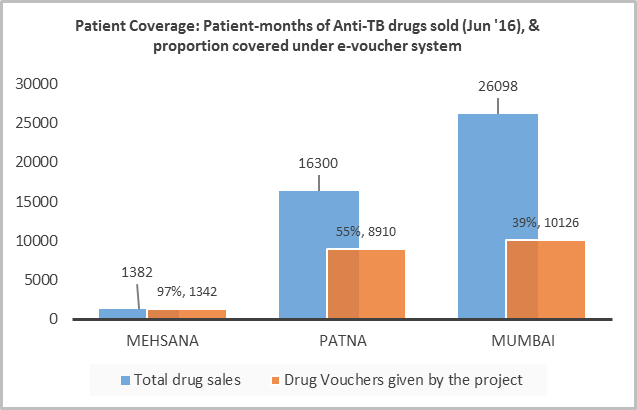 Patient Coverage: Patient-months of Anti-TB drugs sold (Jun '16), &
proportion covered under e-voucher system
30000
25000
20000
15000
10000
5000
0
1382
97%, 1342
16300
55%, 8910
26098
39%, 10126
MEHSANA
PATNA
MUMBAI
Total drug sales
Drug Vouchers given by the project